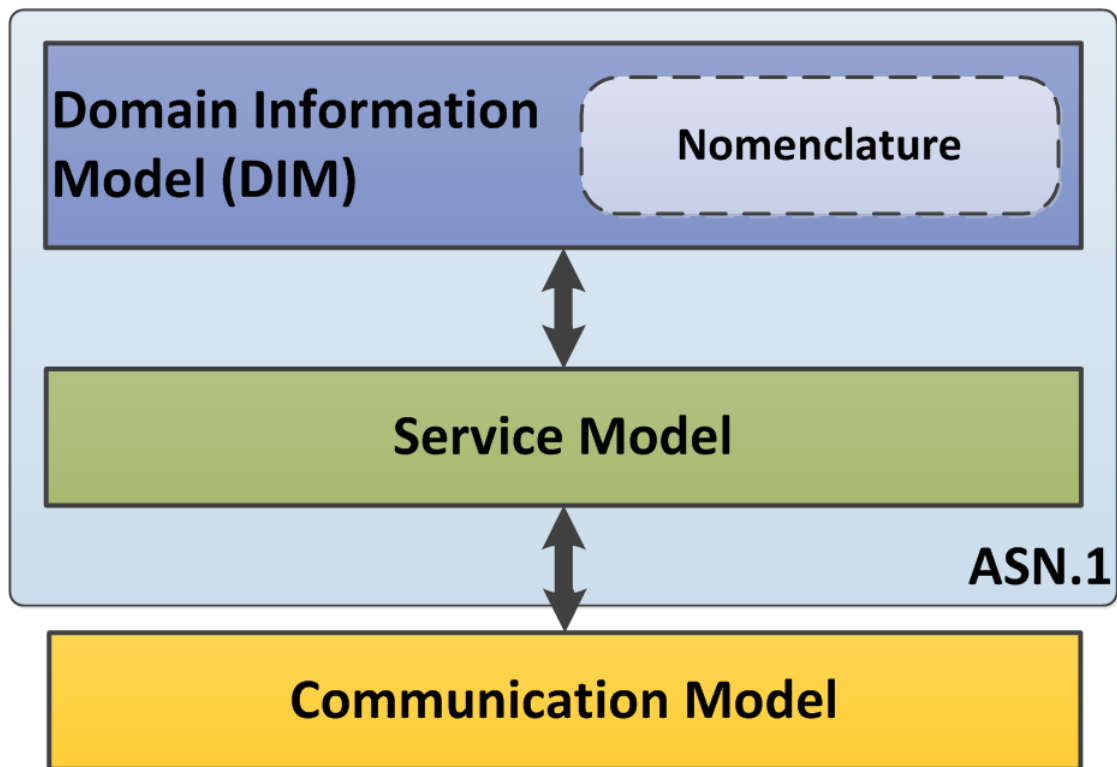 Domain Information
Model (DIM)
Nomenclature
Service Model
ASN.1
Communication Model